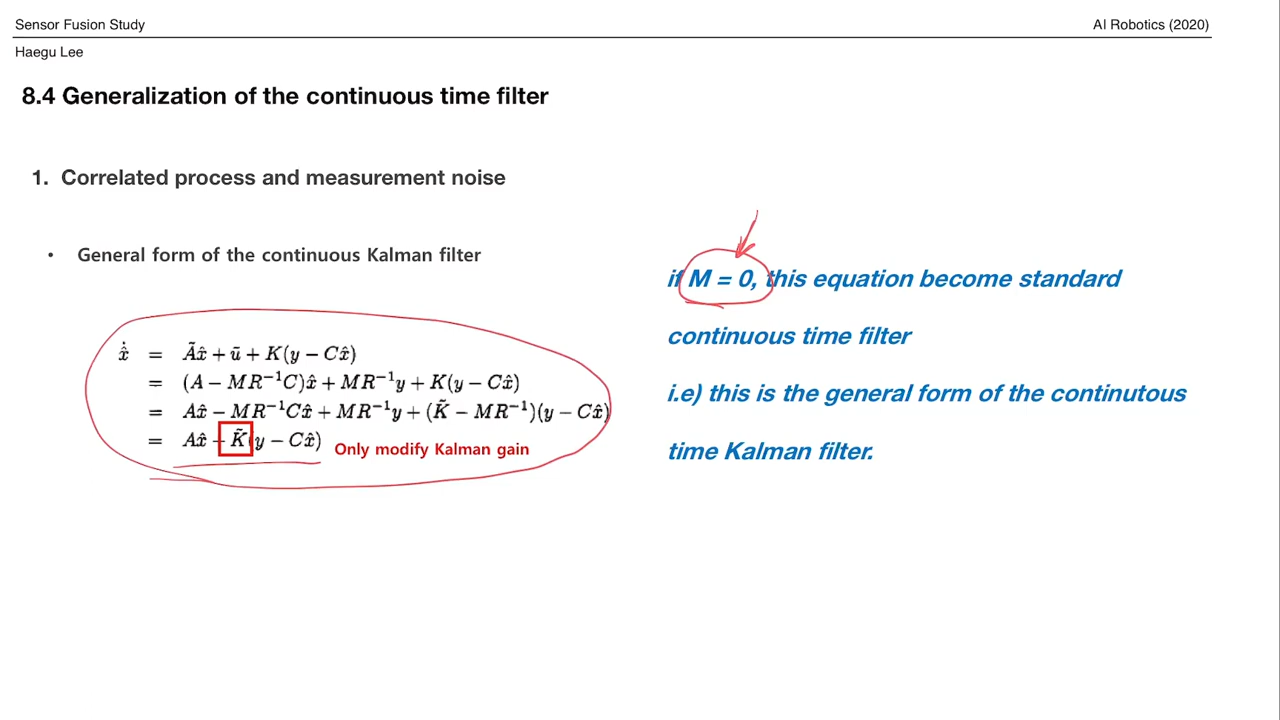 Sensor Fusion Study
AI Robotics (2020)
Haegu Lee
8.4 Generalization of the continuous time filter
1. Correlated process and measurement noise
• General form of the continuous Kalman filter
if M = 0, this equation become standard
continuous time filter
i.e) this is the general form of the continutous
time Kalman filter.
ẋ̂ = Ãx̂ + ũ + K(y − Cx̂)
= (A − MR⁻¹C)x̂ + MR⁻¹y + K(y − Cx̂)
= Ax̂ − MR⁻¹Cx̂ + MR⁻¹y + (K̃ − MR⁻¹)(y − Cx̂)
= Ax̂ + K̃(y − Cx̂)
Only modify Kalman gain